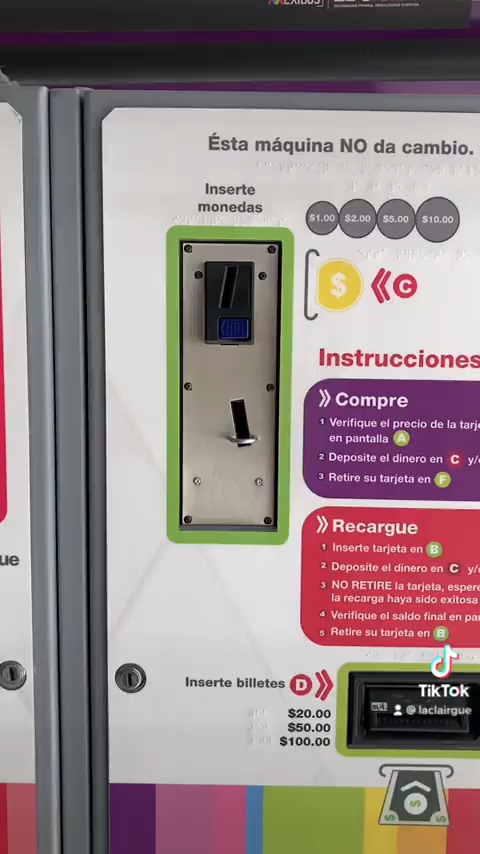 MEXIBÚS
Ésta máquina NO da cambio.
Inserte
monedas
$1.00 $2.00 $5.00 $10.00
$ C
Instrucciones
Compre
1 Verifique el precio de la tarje
en pantalla A
2 Deposite el dinero en C y/o
3 Retire su tarjeta en F
Recargue
1 Inserte tarjeta en B
2 Deposite el dinero en C y/o
3 NO RETIRE la tarjeta, espere
la recarga haya sido exitosa
4 Verifique el saldo final en pan
5 Retire su tarjeta en B
ue
Inserte billetes D
$20.00
$50.00
$100.00
TikTok
@laclairgue